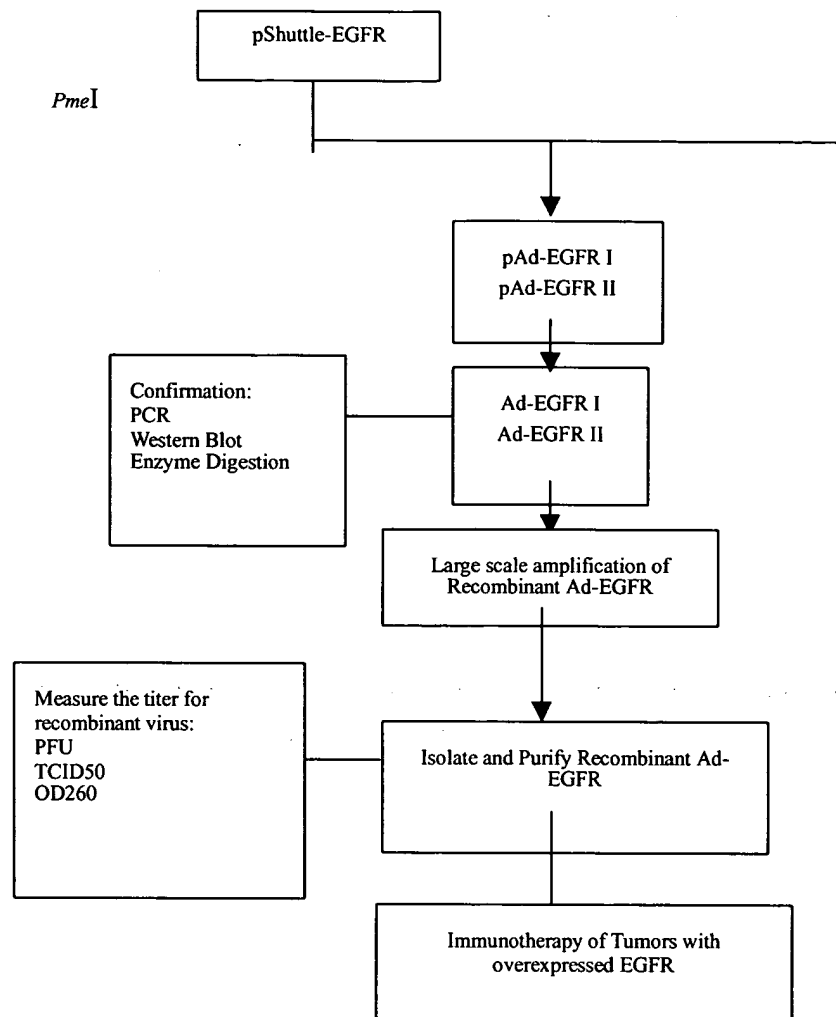 pShuttle-EGFR
PmeI
pAd-EGFR I
pAd-EGFR II
Confirmation:
PCR
Western Blot
Enzyme Digestion
Ad-EGFR I
Ad-EGFR II
Large scale amplification of
Recombinant Ad-EGFR
Measure the titer for
recombinant virus:
PFU
TCID50
OD260
Isolate and Purify Recombinant Ad-
EGFR
Immunotherapy of Tumors with
overexpressed EGFR